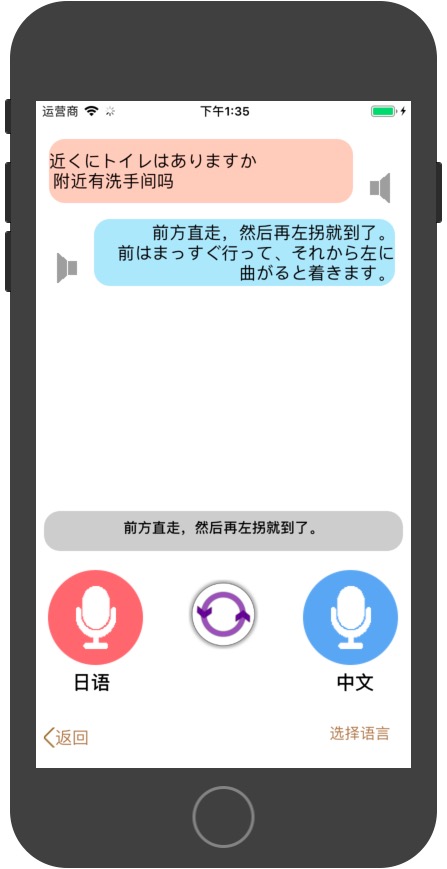 运营商
下午1:35
近くにトイレはありますか
附近有洗手间吗
前方直走，然后再左拐就到了。
前はまっすぐ行って、それから左に
曲がると着きます。
前方直走，然后再左拐就到了。
日语
中文
返回
选择语言